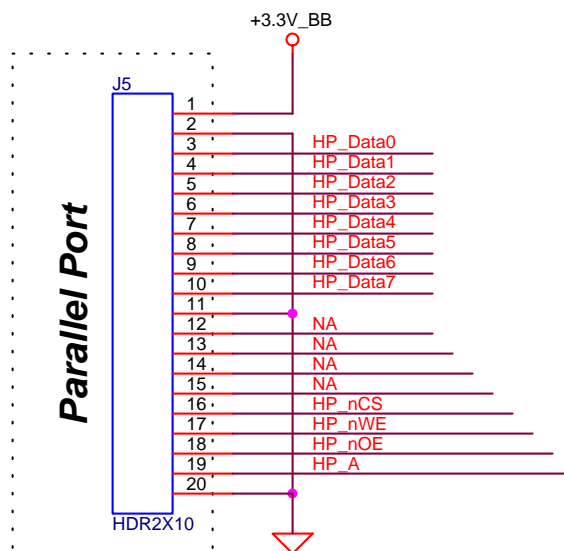 +3.3V_BB
J5
Parallel Port
1
2
3 HP_Data0
4 HP_Data1
5 HP_Data2
6 HP_Data3
7 HP_Data4
8 HP_Data5
9 HP_Data6
10 HP_Data7
11
12 NA
13 NA
14 NA
15 NA
16 HP_nCS
17 HP_nWE
18 HP_nOE
19 HP_A
20
HDR2X10